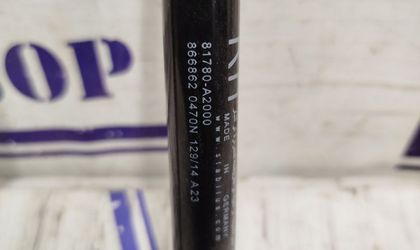 OP
81780-A2000
866862 0470N 129/14 A23
MADE IN GERMANY
www.stabilus.com